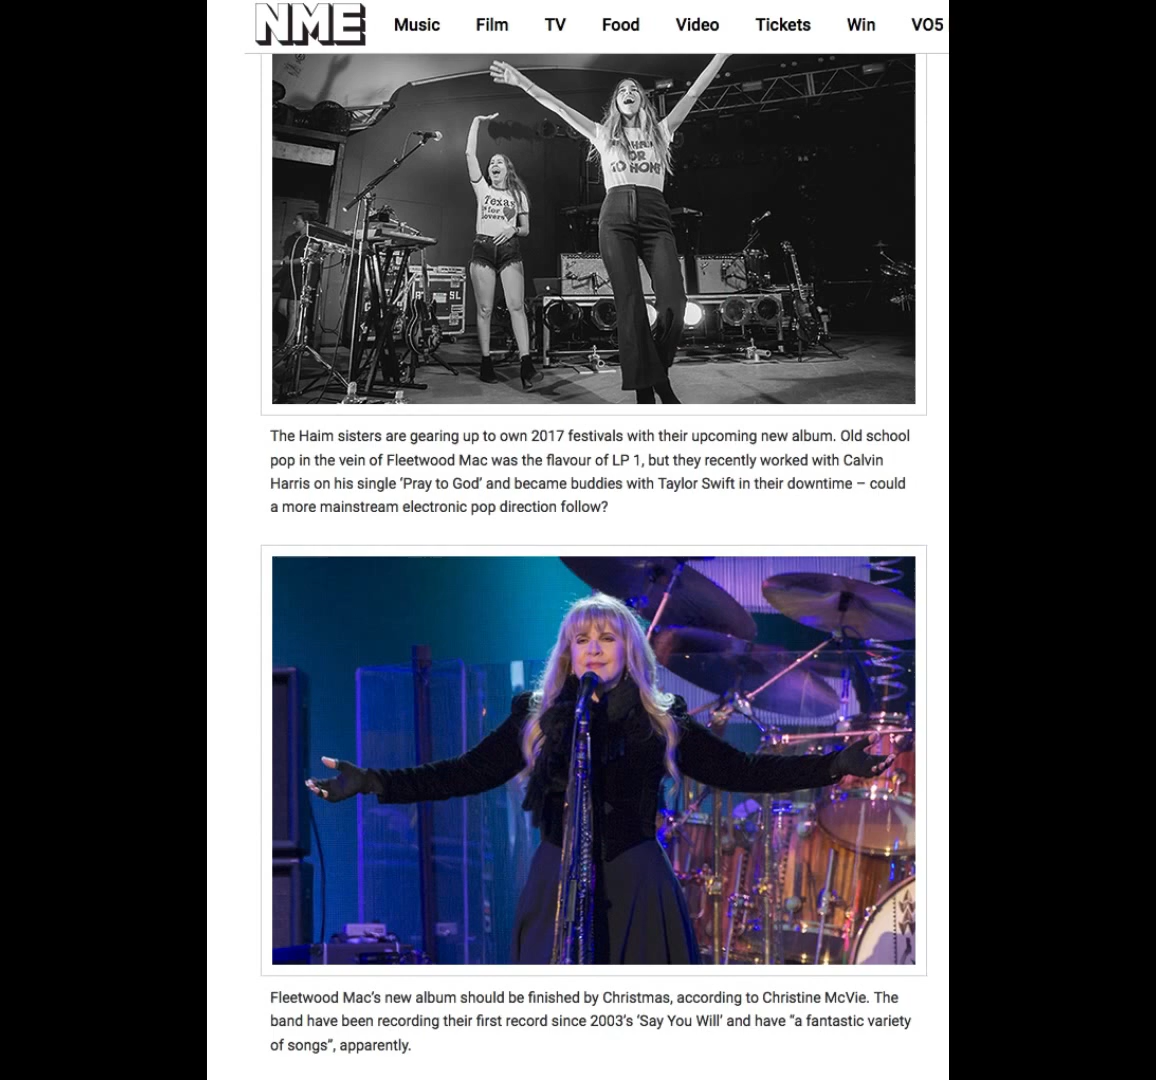 NME Music Film TV Food Video Tickets Win VO5
Texas
is for
lovers
OR
GO HOME
SL
The Haim sisters are gearing up to own 2017 festivals with their upcoming new album. Old school
pop in the vein of Fleetwood Mac was the flavour of LP 1, but they recently worked with Calvin
Harris on his single ‘Pray to God’ and became buddies with Taylor Swift in their downtime – could
a more mainstream electronic pop direction follow?
Fleetwood Mac’s new album should be finished by Christmas, according to Christine McVie. The
band have been recording their first record since 2003’s ‘Say You Will’ and have “a fantastic variety
of songs”, apparently.